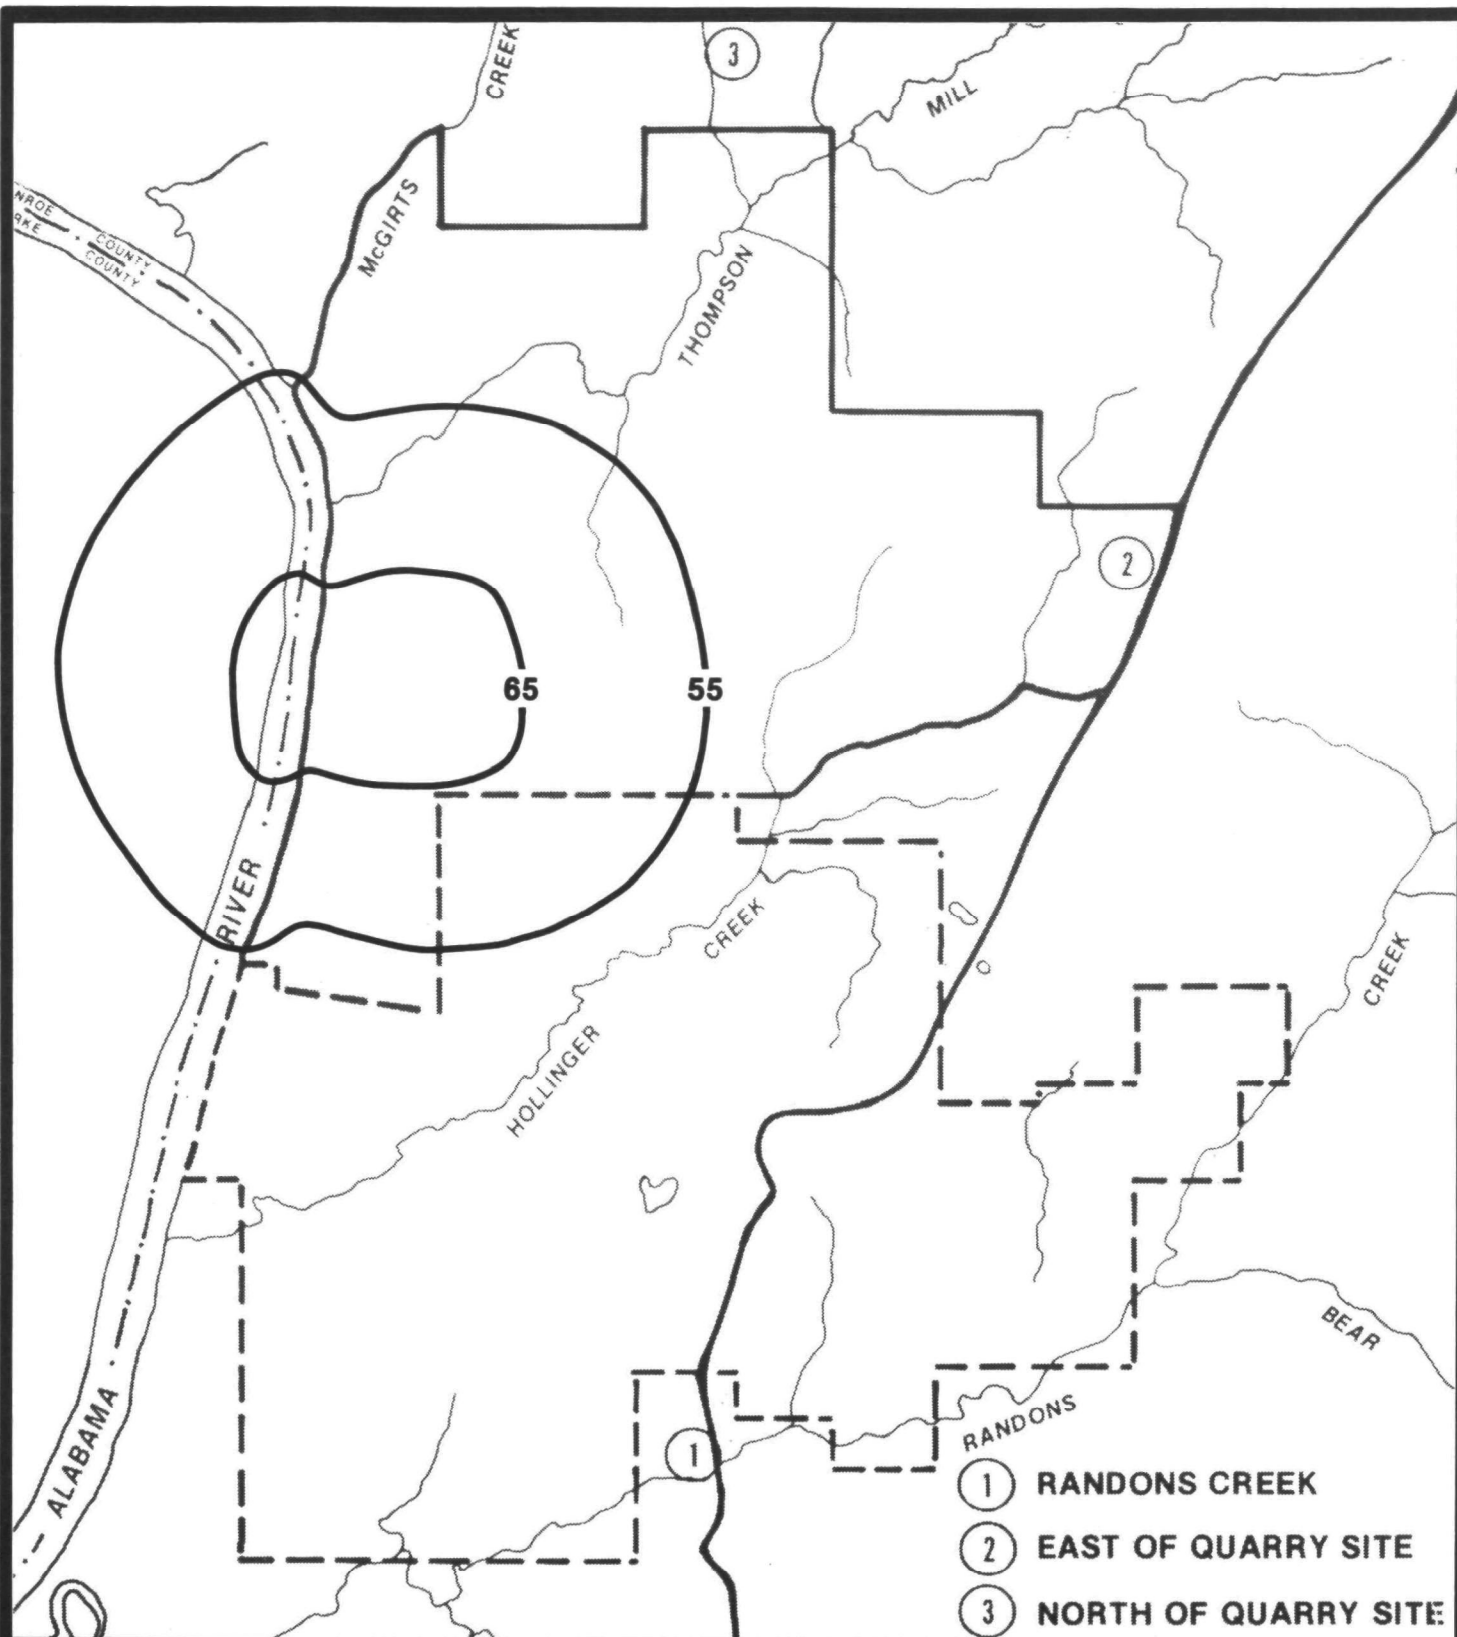 CREEK
3
MILL
McGIRTS
COUNTY
COUNTY
THOMPSON
2
65
55
RIVER
CREEK
CREEK
HOLLINGER
BEAR
ALABAMA
RANDONS
1
1 RANDONS CREEK
2 EAST OF QUARRY SITE
3 NORTH OF QUARRY SITE